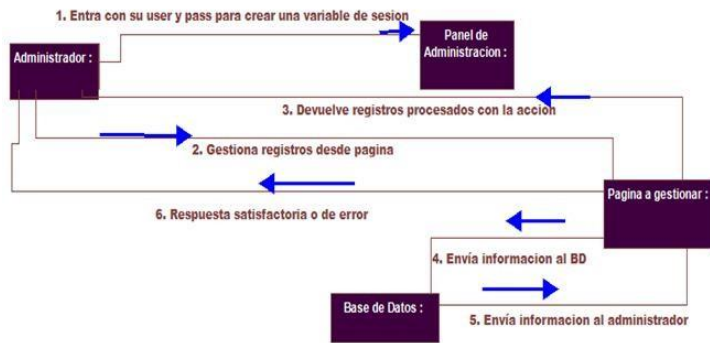 1. Entra con su user y pass para crear una variable de sesion
Administrador :
Panel de
Administracion :
3. Devuelve registros procesados con la acción
2. Gestiona registros desde pagina
Pagina a gestionar :
6. Respuesta satisfactoria o de error
4. Envía informacion al BD
Base de Datos :
5. Envía informacion al administrador